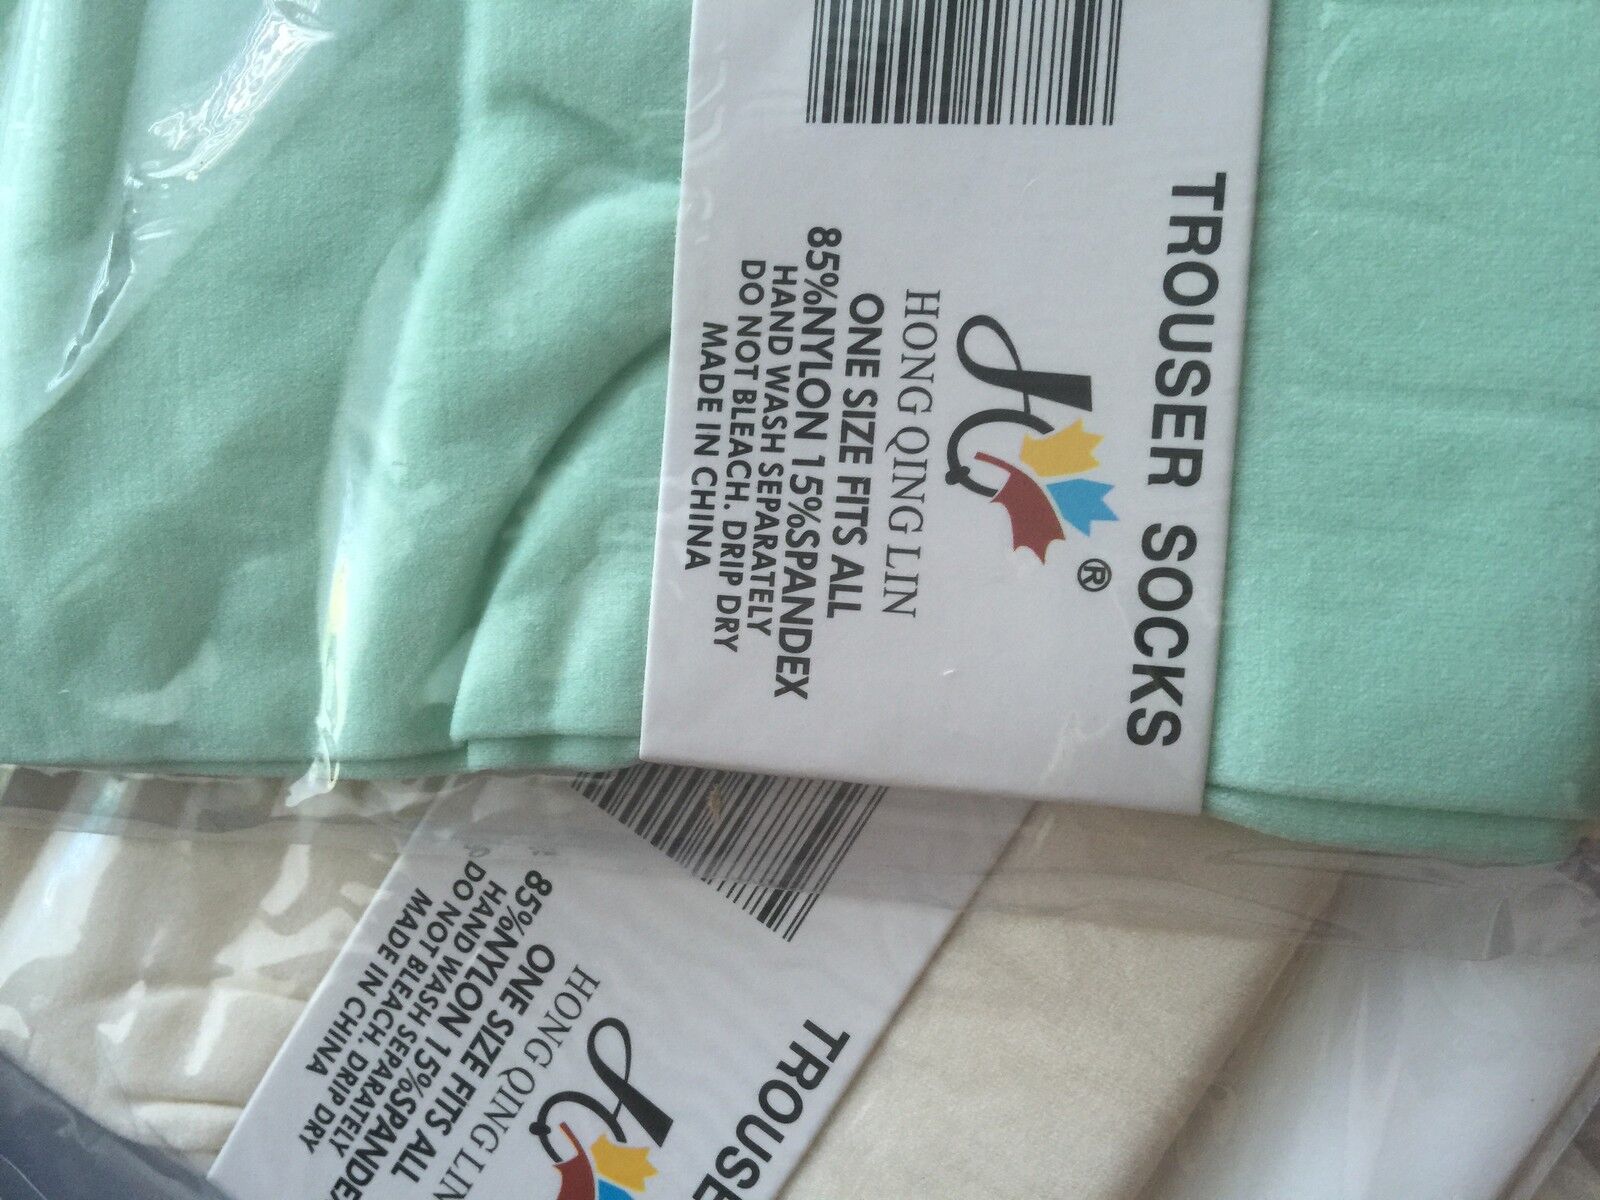 TROUSER SOCKS
®
HONG QING LIN
ONE SIZE FITS ALL
85%NYLON 15%SPANDEX
HAND WASH SEPARATELY
DO NOT BLEACH. DRIP DRY
MADE IN CHINA
TROUSE
HONG QING LIN
ONE SIZE FITS ALL
85%NYLON 15%SPANDE
HAND WASH SEPARATELY
DO NOT BLEACH. DRIP DRY
MADE IN CHINA